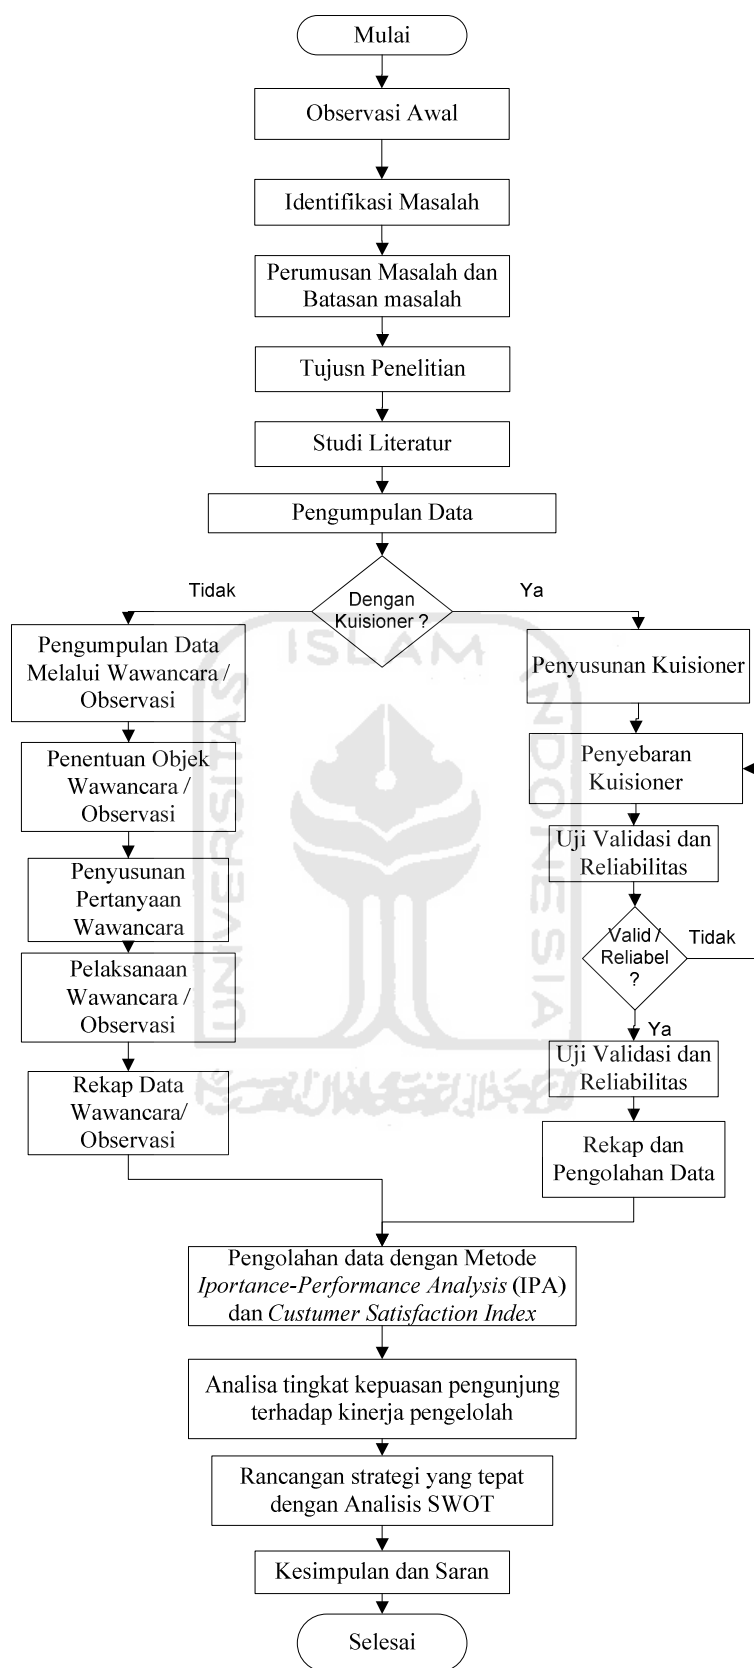 Mulai
Observasi Awal
Identifikasi Masalah
Perumusan Masalah dan
Batasan masalah
Tujusn Penelitian
Studi Literatur
Pengumpulan Data
Dengan
Kuisioner ?
Tidak
Ya
Pengumpulan Data
Melalui Wawancara /
Observasi
Penentuan Objek
Wawancara /
Observasi
Penyusunan
Pertanyaan
Wawancara
Pelaksanaan
Wawancara /
Observasi
Rekap Data
Wawancara/
Observasi
Penyusunan Kuisioner
Penyebaran
Kuisioner
Uji Validasi dan
Reliabilitas
Valid /
Reliabel
?
Tidak
Ya
Uji Validasi dan
Reliabilitas
Rekap dan
Pengolahan Data
Pengolahan data dengan Metode
Iportance-Performance Analysis (IPA)
dan Custumer Satisfaction Index
Analisa tingkat kepuasan pengunjung
terhadap kinerja pengelolah
Rancangan strategi yang tepat
dengan Analisis SWOT
Kesimpulan dan Saran
Selesai
UNIVERSITAS
ISLAM
INDONESIA